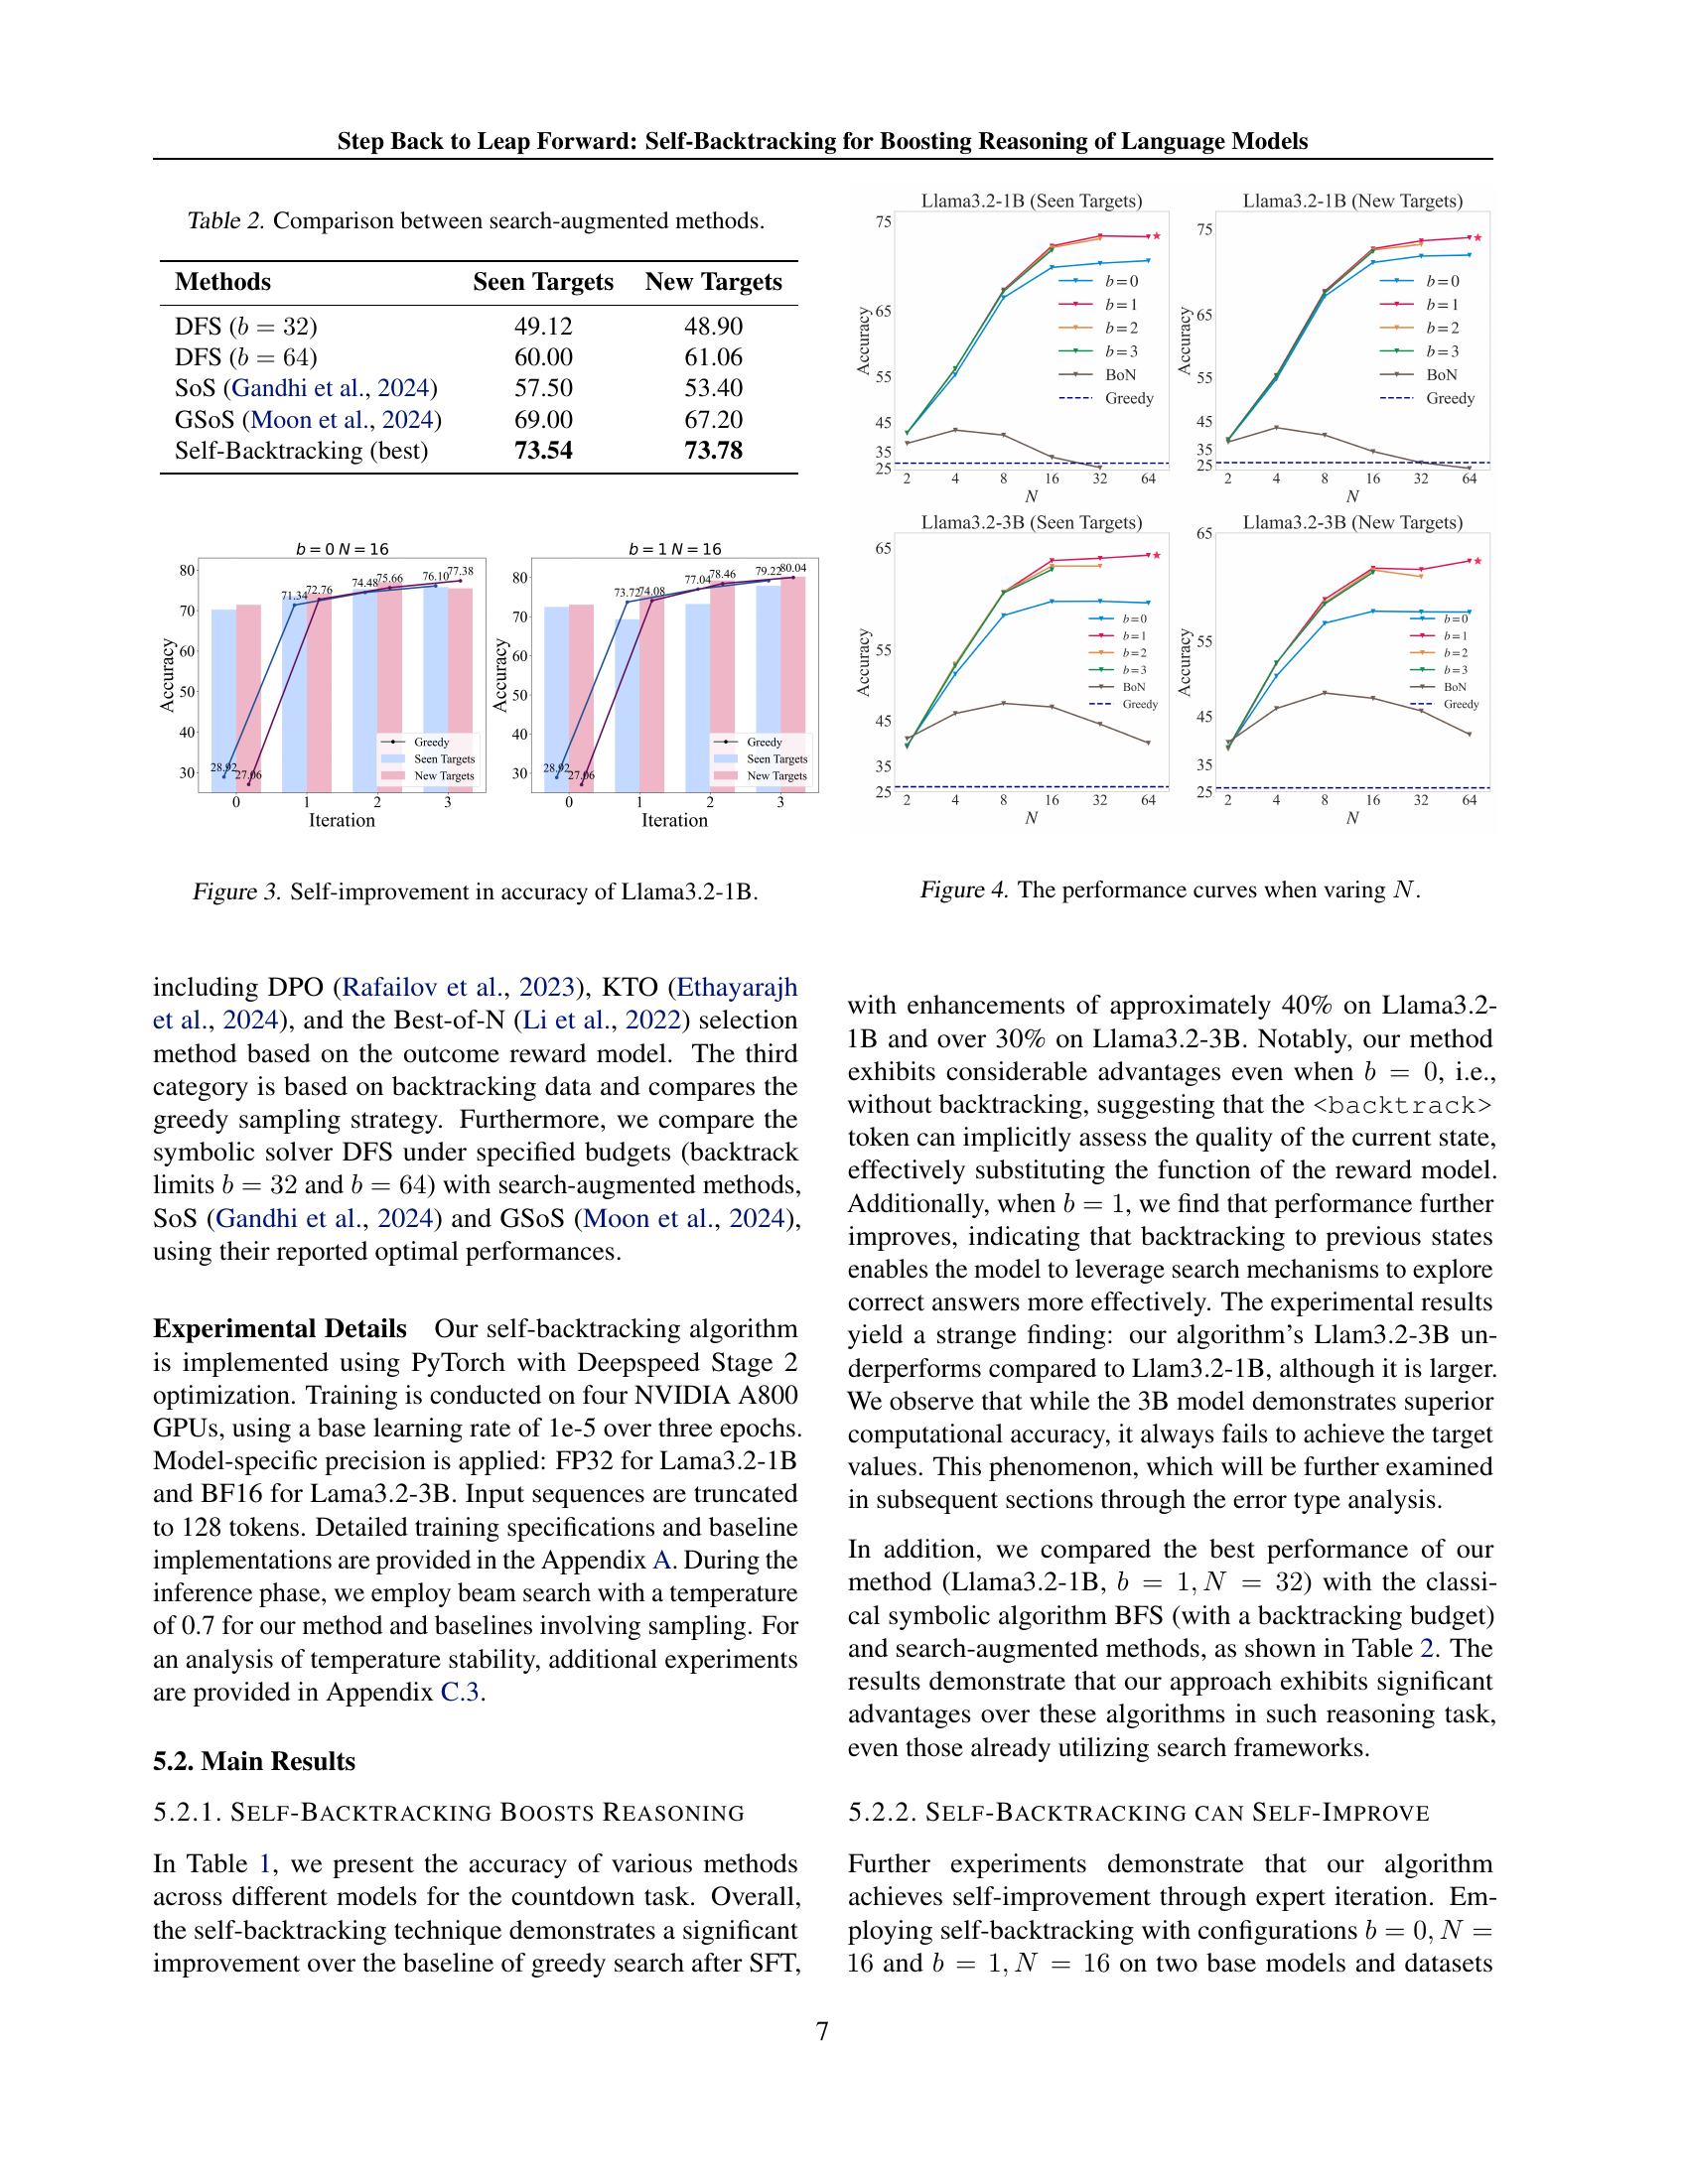 Step Back to Leap Forward: Self-Backtracking for Boosting Reasoning of Language Models
Table 2. Comparison between search-augmented methods.
Methods Seen Targets New Targets
DFS (b = 32) 49.12 48.90
DFS (b = 64) 60.00 61.06
SoS (Gandhi et al., 2024) 57.50 53.40
GSoS (Moon et al., 2024) 69.00 67.20
Self-Backtracking (best) 73.54 73.78
b = 0 N = 16
Accuracy
80
70
60
50
40
30
28.92
27.06
71.34
72.76
74.48
75.66
76.10
77.38
Greedy
Seen Targets
New Targets
0 1 2 3
Iteration
b = 1 N = 16
Accuracy
80
70
60
50
40
30
28.92
27.06
73.72
74.08
77.04
78.46
79.22
80.04
Greedy
Seen Targets
New Targets
0 1 2 3
Iteration
Figure 3. Self-improvement in accuracy of Llama3.2-1B.
including DPO (Rafailov et al., 2023), KTO (Ethayarajh
et al., 2024), and the Best-of-N (Li et al., 2022) selection
method based on the outcome reward model. The third
category is based on backtracking data and compares the
greedy sampling strategy. Furthermore, we compare the
symbolic solver DFS under specified budgets (backtrack
limits b = 32 and b = 64) with search-augmented methods,
SoS (Gandhi et al., 2024) and GSoS (Moon et al., 2024),
using their reported optimal performances.
Experimental Details Our self-backtracking algorithm
is implemented using PyTorch with Deepspeed Stage 2
optimization. Training is conducted on four NVIDIA A800
GPUs, using a base learning rate of 1e-5 over three epochs.
Model-specific precision is applied: FP32 for Lama3.2-1B
and BF16 for Lama3.2-3B. Input sequences are truncated
to 128 tokens. Detailed training specifications and baseline
implementations are provided in the Appendix A. During the
inference phase, we employ beam search with a temperature
of 0.7 for our method and baselines involving sampling. For
an analysis of temperature stability, additional experiments
are provided in Appendix C.3.
5.2. Main Results
5.2.1. SELF-BACKTRACKING BOOSTS REASONING
In Table 1, we present the accuracy of various methods
across different models for the countdown task. Overall,
the self-backtracking technique demonstrates a significant
improvement over the baseline of greedy search after SFT,
Llama3.2-1B (Seen Targets)
Accuracy
75
65
55
45
35
25
b = 0
b = 1
b = 2
b = 3
BoN
Greedy
2 4 8 16 32 64
N
Llama3.2-1B (New Targets)
Accuracy
75
65
55
45
35
25
b = 0
b = 1
b = 2
b = 3
BoN
Greedy
2 4 8 16 32 64
N
Llama3.2-3B (Seen Targets)
Accuracy
65
55
45
35
25
b = 0
b = 1
b = 2
b = 3
BoN
Greedy
2 4 8 16 32 64
N
Llama3.2-3B (New Targets)
Accuracy
65
55
45
35
25
b = 0
b = 1
b = 2
b = 3
BoN
Greedy
2 4 8 16 32 64
N
Figure 4. The performance curves when varing N.
with enhancements of approximately 40% on Llama3.2-
1B and over 30% on Llama3.2-3B. Notably, our method
exhibits considerable advantages even when b = 0, i.e.,
without backtracking, suggesting that the <backtrack>
token can implicitly assess the quality of the current state,
effectively substituting the function of the reward model.
Additionally, when b = 1, we find that performance further
improves, indicating that backtracking to previous states
enables the model to leverage search mechanisms to explore
correct answers more effectively. The experimental results
yield a strange finding: our algorithm's Llam3.2-3B un-
derperforms compared to Llam3.2-1B, although it is larger.
We observe that while the 3B model demonstrates superior
computational accuracy, it always fails to achieve the target
values. This phenomenon, which will be further examined
in subsequent sections through the error type analysis.
In addition, we compared the best performance of our
method (Llama3.2-1B, b = 1, N = 32) with the classi-
cal symbolic algorithm BFS (with a backtracking budget)
and search-augmented methods, as shown in Table 2. The
results demonstrate that our approach exhibits significant
advantages over these algorithms in such reasoning task,
even those already utilizing search frameworks.
5.2.2. SELF-BACKTRACKING CAN SELF-IMPROVE
Further experiments demonstrate that our algorithm
achieves self-improvement through expert iteration. Em-
ploying self-backtracking with configurations b = 0, N =
16 and b = 1, N = 16 on two base models and datasets
7